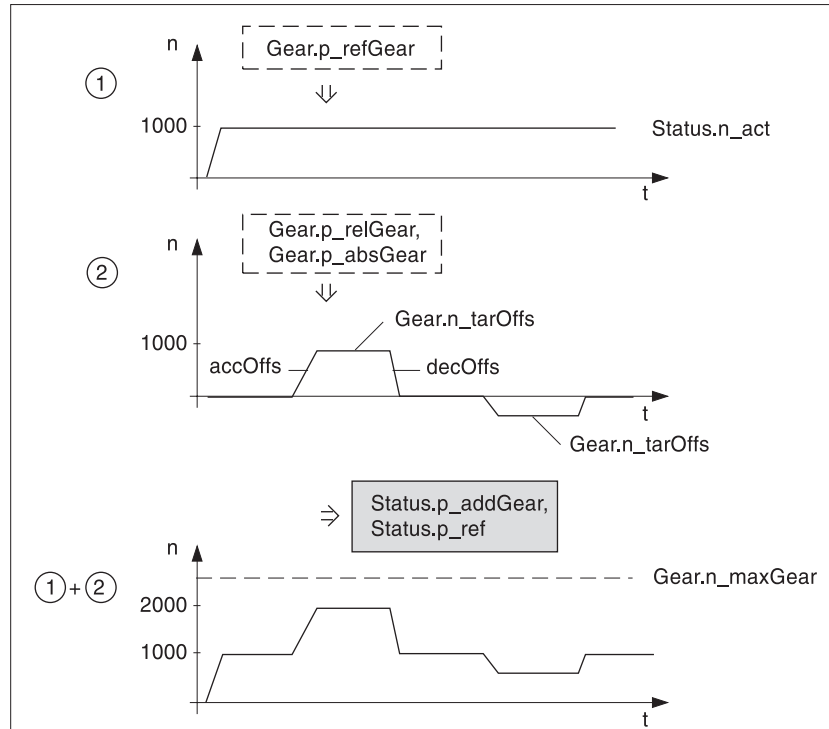 n
Gear.p_refGear
1
1000
Status.n_act
t
n
Gear.p_relGear,
Gear.p_absGear
2
Gear.n_tarOffs
1000
accOffs
decOffs
t
Gear.n_tarOffs
Status.p_addGear,
Status.p_ref
n
Gear.n_maxGear
1 + 2
2000
1000
t